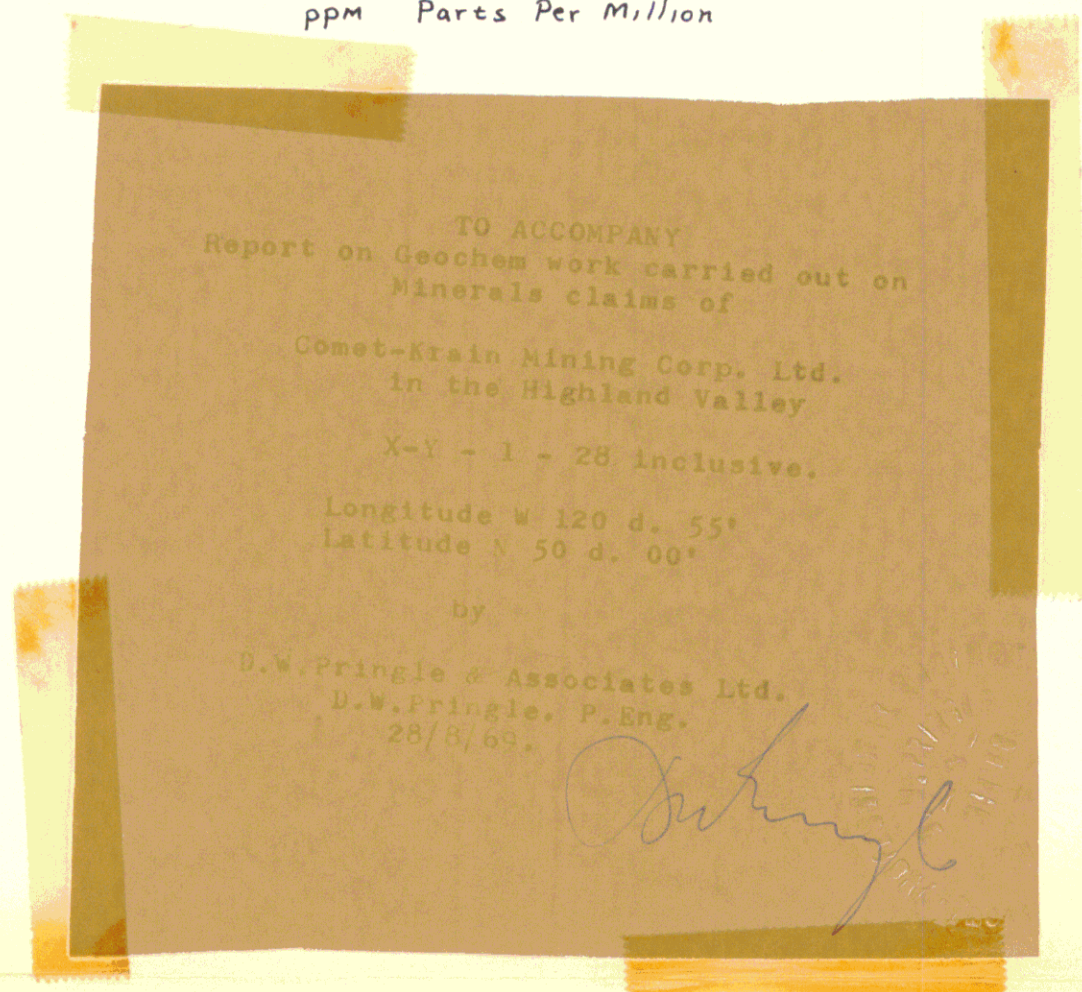 ppm Parts Per Million
TO ACCOMPANY
Report on Geochem work carried out on
Minerals claims of
Comet-Krain Mining Corp. Ltd.
in the Highland Valley
X-Y - 1 - 28 inclusive.
Longitude W 120 d. 55'
Latitude N 50 d. 00'
by
D.W.Pringle & Associates Ltd.
D.W.Pringle, P.Eng.
28/8/69.